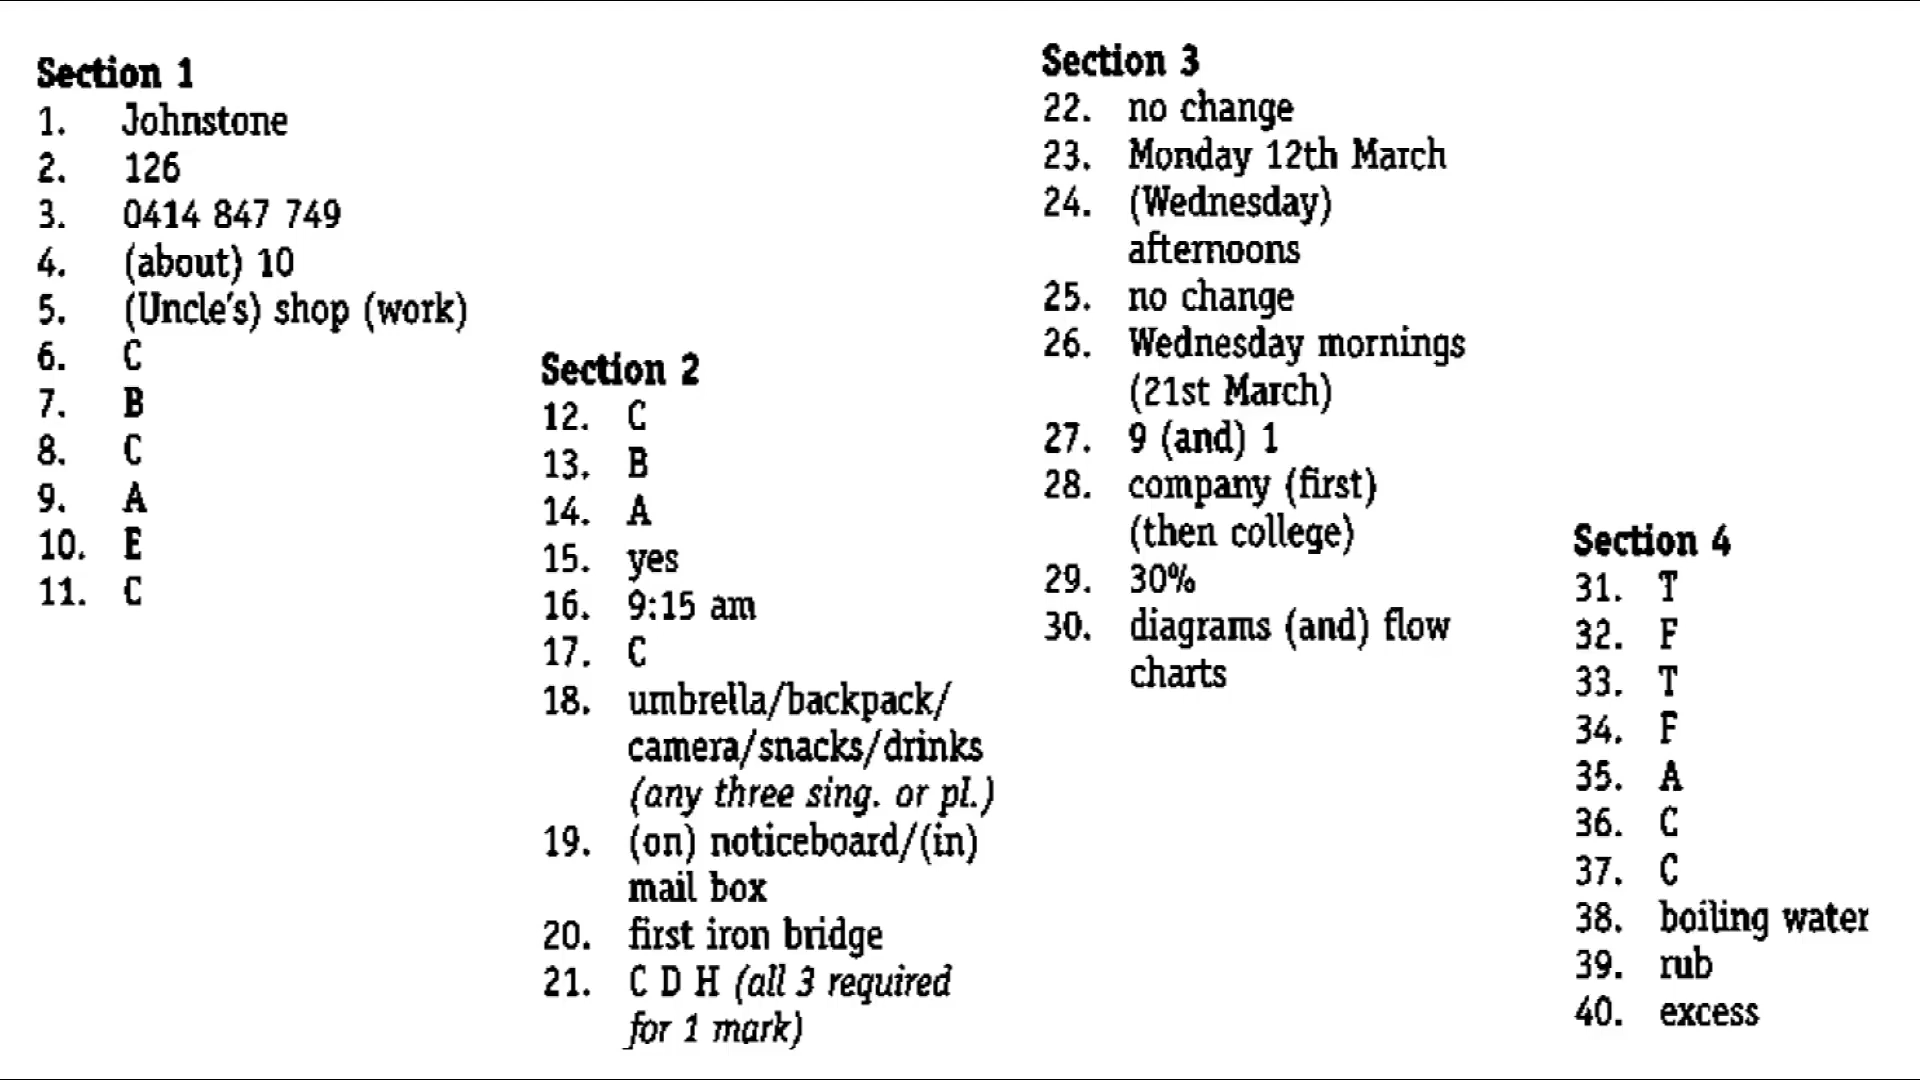 Section 1
1. Johnstone
2. 126
3. 0414 847 749
4. (about) 10
5. (Uncle's) shop (work)
6. C
7. B
8. C
9. A
10. E
11. C
Section 2
12. C
13. B
14. A
15. yes
16. 9:15 am
17. C
18. umbrella/backpack/
camera/snacks/drinks
(any three sing. or pl.)
19. (on) noticeboard/(in)
mail box
20. first iron bridge
21. C D H (all 3 required
for 1 mark)
Section 3
22. no change
23. Monday 12th March
24. (Wednesday)
afternoons
25. no change
26. Wednesday mornings
(21st March)
27. 9 (and) 1
28. company (first)
(then college)
29. 30%
30. diagrams (and) flow
charts
Section 4
31. T
32. F
33. T
34. F
35. A
36. C
37. C
38. boiling water
39. rub
40. excess